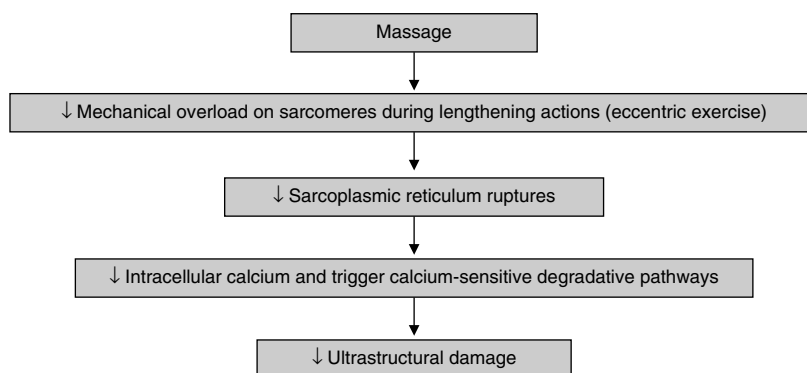 Massage
↓ Mechanical overload on sarcomeres during lengthening actions (eccentric exercise)
↓ Sarcoplasmic reticulum ruptures
↓ Intracellular calcium and trigger calcium-sensitive degradative pathways
↓ Ultrastructural damage